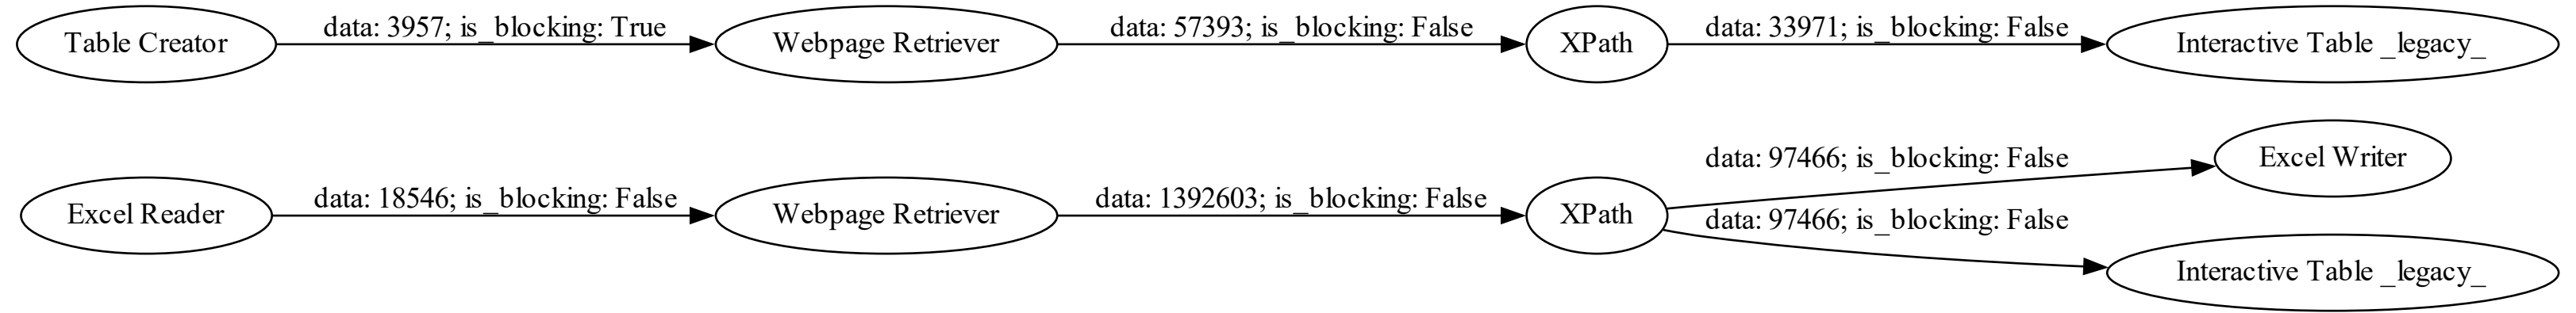 Table Creator
data: 3957; is_blocking: True
Webpage Retriever
data: 57393; is_blocking: False
XPath
data: 33971; is_blocking: False
Interactive Table _legacy_
Excel Reader
data: 18546; is_blocking: False
Webpage Retriever
data: 1392603; is_blocking: False
XPath
data: 97466; is_blocking: False
Excel Writer
data: 97466; is_blocking: False
Interactive Table _legacy_